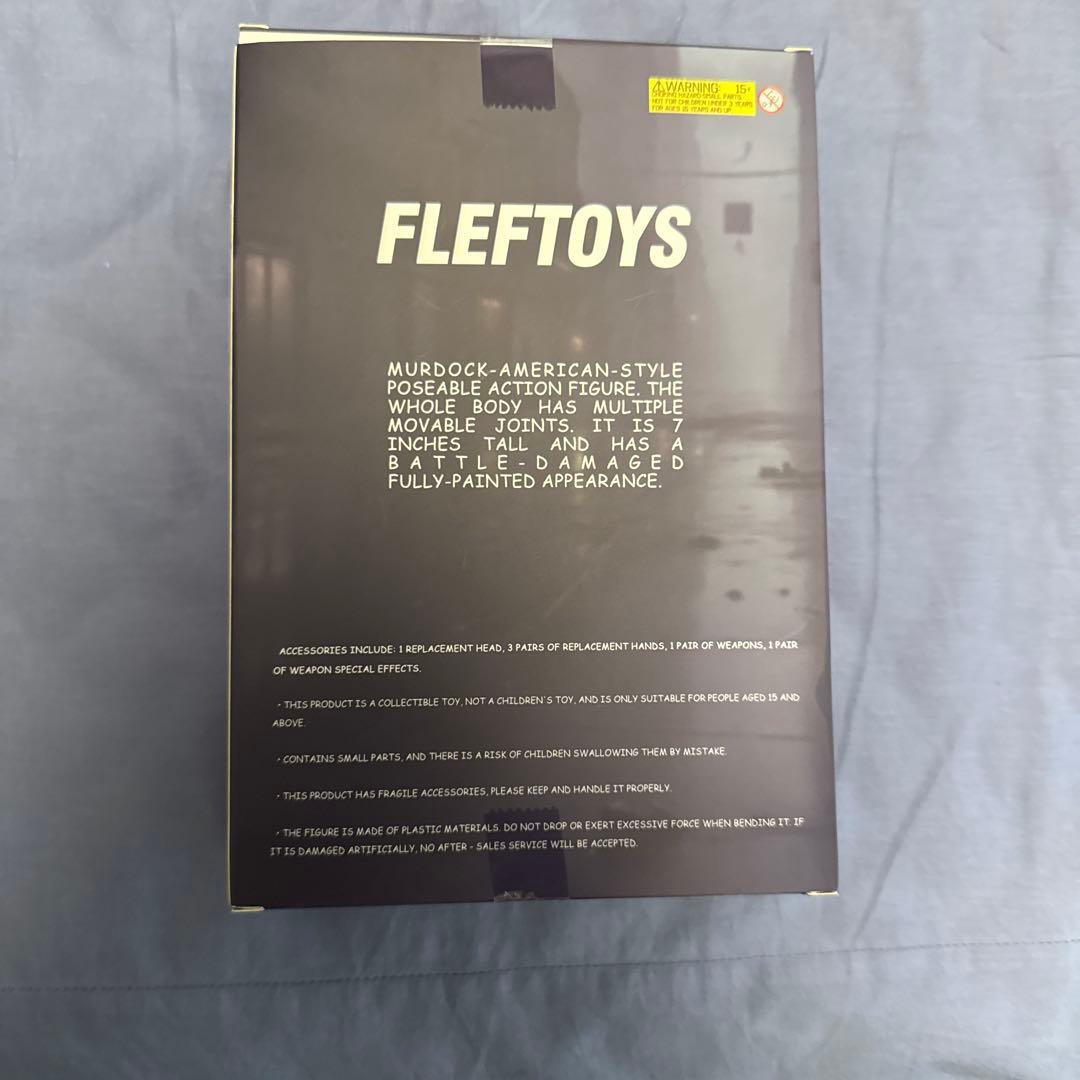 ⚠WARNING: 15+
CHOKING HAZARD-SMALL PARTS.
NOT FOR CHILDREN UNDER 3 YEARS
FOR AGES 15 YEARS AND UP.
FLEFTOYS
MURDOCK-AMERICAN-STYLE
POSEABLE ACTION FIGURE. THE
WHOLE BODY HAS MULTIPLE
MOVABLE JOINTS. IT IS 7
INCHES TALL AND HAS A
BATTLE-DAMAGED
FULLY-PAINTED APPEARANCE.
ACCESSORIES INCLUDE: 1 REPLACEMENT HEAD, 3 PAIRS OF REPLACEMENT HANDS, 1 PAIR OF WEAPONS, 1 PAIR
OF WEAPON SPECIAL EFFECTS.
· THIS PRODUCT IS A COLLECTIBLE TOY, NOT A CHILDREN'S TOY, AND IS ONLY SUITABLE FOR PEOPLE AGED 15 AND
ABOVE.
· CONTAINS SMALL PARTS, AND THERE IS A RISK OF CHILDREN SWALLOWING THEM BY MISTAKE.
· THIS PRODUCT HAS FRAGILE ACCESSORIES, PLEASE KEEP AND HANDLE IT PROPERLY.
· THE FIGURE IS MADE OF PLASTIC MATERIALS. DO NOT DROP OR EXERT EXCESSIVE FORCE WHEN BENDING IT. IF
IT IS DAMAGED ARTIFICIALLY, NO AFTER - SALES SERVICE WILL BE ACCEPTED.